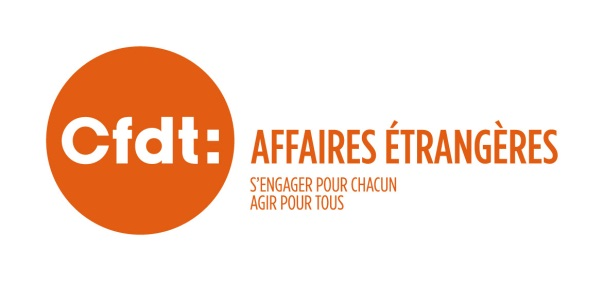 Cfdt:
AFFAIRES ÉTRANGÈRES
S'ENGAGER POUR CHACUN
AGIR POUR TOUS